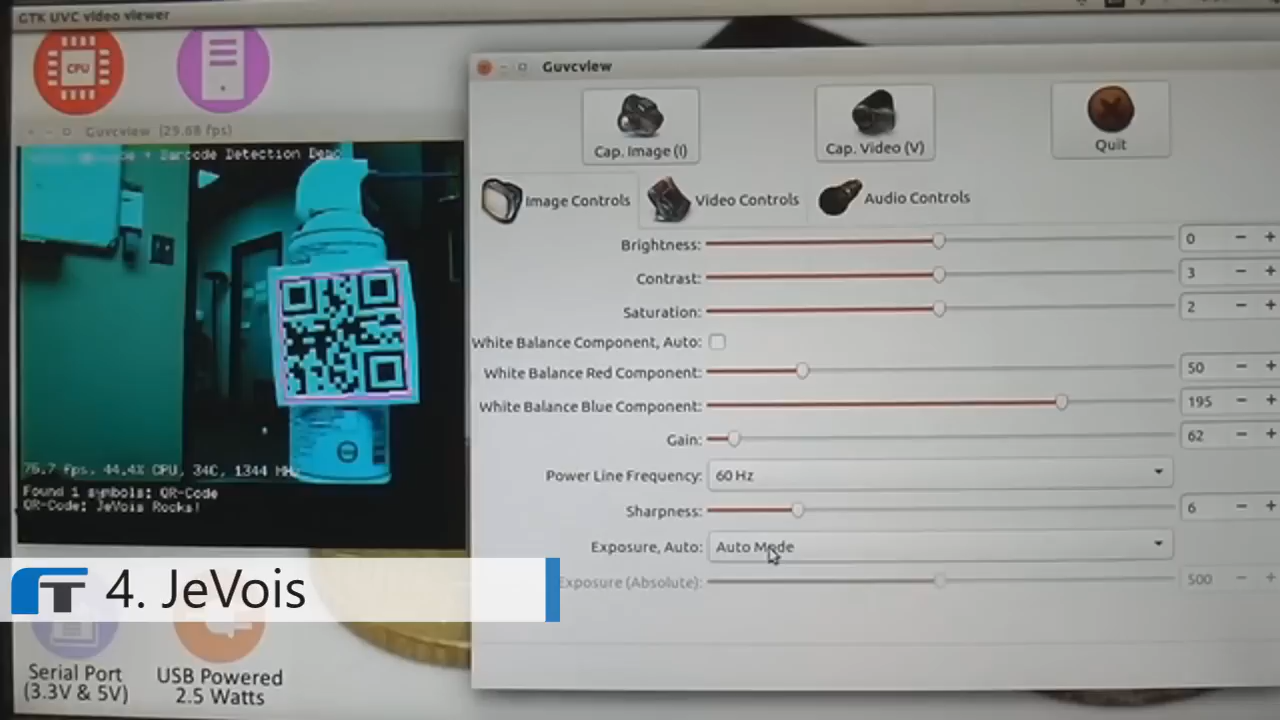 GTK UVC video viewer
CPU
Guvcview (29.68 fps)
Barcode Detection Demo
76.7 fps, 44.4% CPU, 34C, 1344 MHz
Found 1 symbols: QR-Code
QR-Code: JeVois Rocks!
Guvcview
Cap. Image (I)
Cap. Video (V)
Quit
Image Controls
Video Controls
Audio Controls
Brightness: 0 − +
Contrast: 3 − +
Saturation: 2 − +
White Balance Component, Auto:
White Balance Red Component: 50 − +
White Balance Blue Component: 195 − +
Gain: 62 − +
Power Line Frequency: 60 Hz
Sharpness: 6 − +
Exposure, Auto: Auto Mode
Exposure (Absolute): 500 − +
4. JeVois
Serial Port
(3.3V & 5V)
USB Powered
2.5 Watts